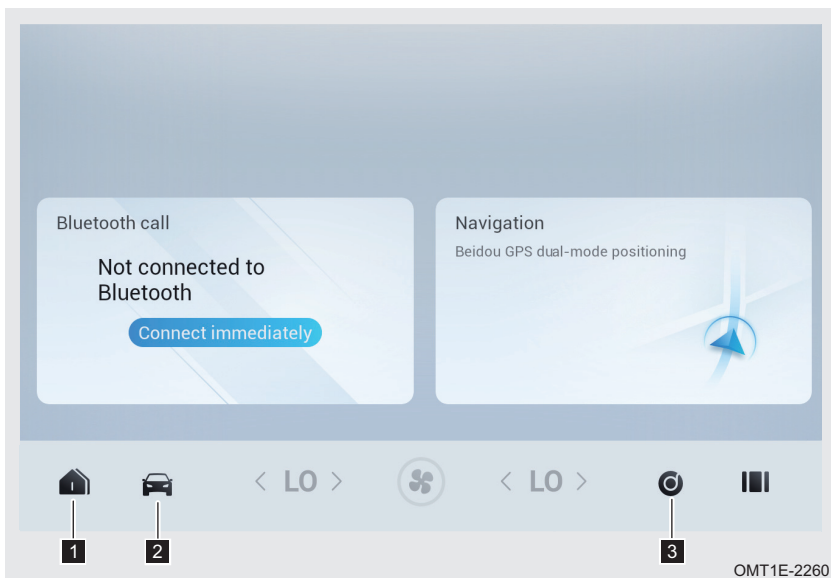 Bluetooth call
Not connected to
Bluetooth
Connect immediately
Navigation
Beidou GPS dual-mode positioning
< LO >
< LO >
1
2
3
OMT1E-2260